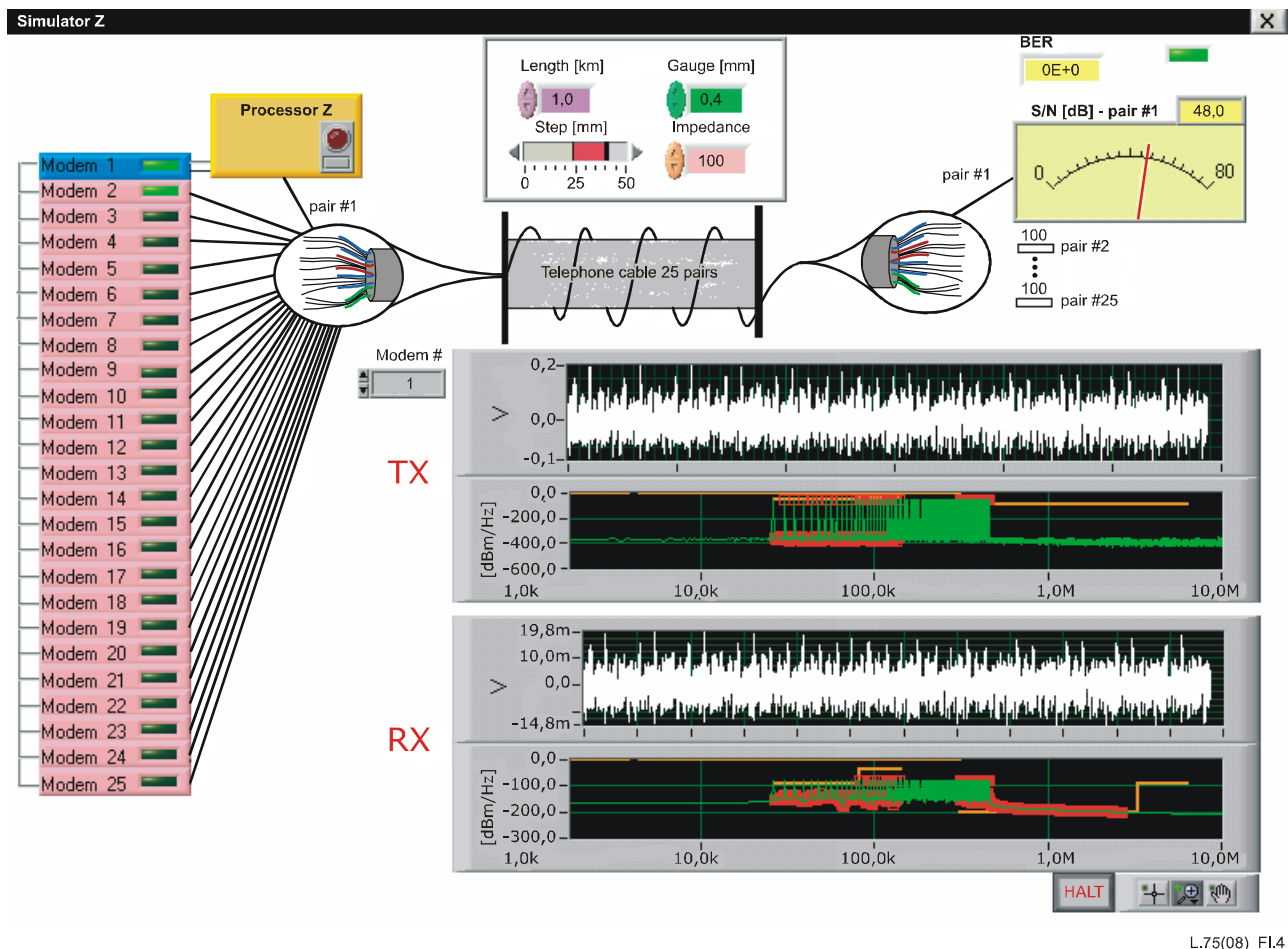 Simulator Z
X
BER
0E+0
Length [km]
Gauge [mm]
1,0
0,4
Step [mm]
Impedance
0 25 50
100
S/N [dB] - pair #1
48,0
0
80
Processor Z
pair #1
pair #1
Modem 1
Modem 2
Modem 3
Modem 4
Modem 5
Modem 6
Modem 7
Modem 8
Modem 9
Modem 10
Modem 11
Modem 12
Modem 13
Modem 14
Modem 15
Modem 16
Modem 17
Modem 18
Modem 19
Modem 20
Modem 21
Modem 22
Modem 23
Modem 24
Modem 25
Telephone cable 25 pairs
100
pair #2
100
pair #25
Modem #
1
TX
>
0,2
0,0
-0,1
[dBm/Hz]
0,0
-200,0
-400,0
-600,0
1,0k 10,0k 100,0k 1,0M 10,0M
RX
>
19,8m
10,0m
0,0
-14,8m
[dBm/Hz]
0,0
-100,0
-200,0
-300,0
1,0k 10,0k 100,0k 1,0M 10,0M
HALT
L.75(08)_FI.4